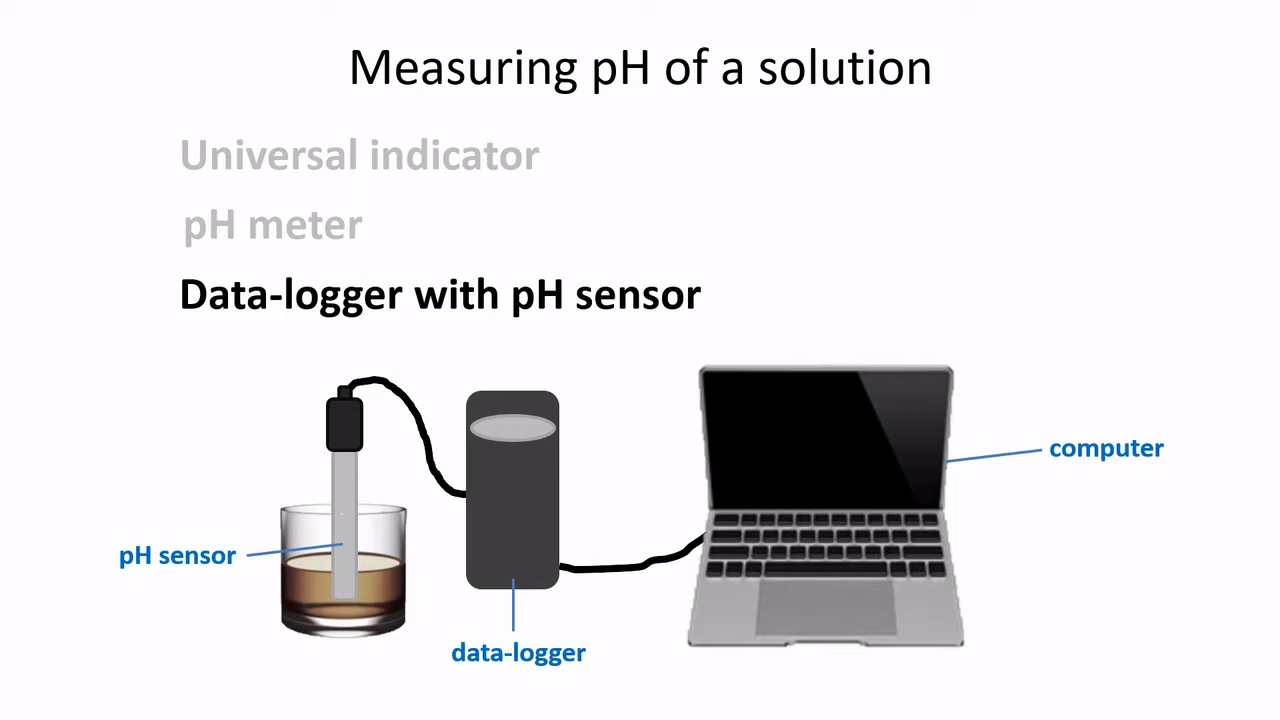 Measuring pH of a solution
Universal indicator
pH meter
Data-logger with pH sensor
computer
pH sensor
data-logger